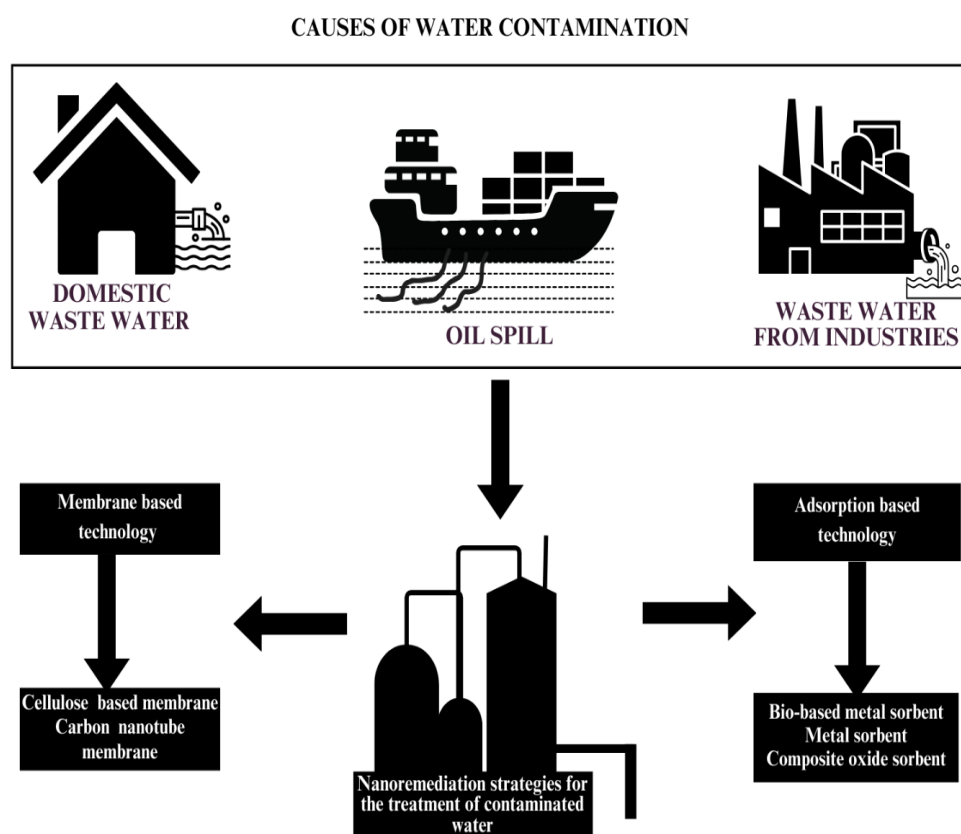 CAUSES OF WATER CONTAMINATION
DOMESTIC
WASTE WATER
OIL SPILL
WASTE WATER
FROM INDUSTRIES
Membrane based
technology
Adsorption based
technology
Cellulose based membrane
Carbon nanotube
membrane
Bio-based metal sorbent
Metal sorbent
Composite oxide sorbent
Nanoremediation strategies for
the treatment of contaminated
water